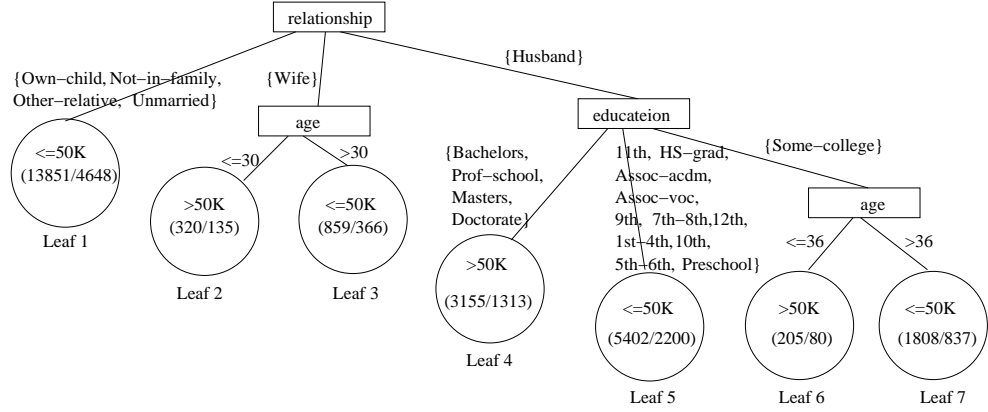 relationship
{Own−child, Not−in−family,
Other−relative, Unmarried}
{Wife}
{Husband}
age
educateion
<=50K
(13851/4648)
Leaf 1
<=30
>30
>50K
(320/135)
Leaf 2
<=50K
(859/366)
Leaf 3
{Bachelors,
Prof−school,
Masters,
Doctorate}
11th, HS−grad,
Assoc−acdm,
Assoc−voc,
9th, 7th−8th,12th,
1st−4th,10th,
5th−6th, Preschool}
{Some−college}
age
<=36
>36
>50K
(3155/1313)
Leaf 4
<=50K
(5402/2200)
Leaf 5
>50K
(205/80)
Leaf 6
<=50K
(1808/837)
Leaf 7